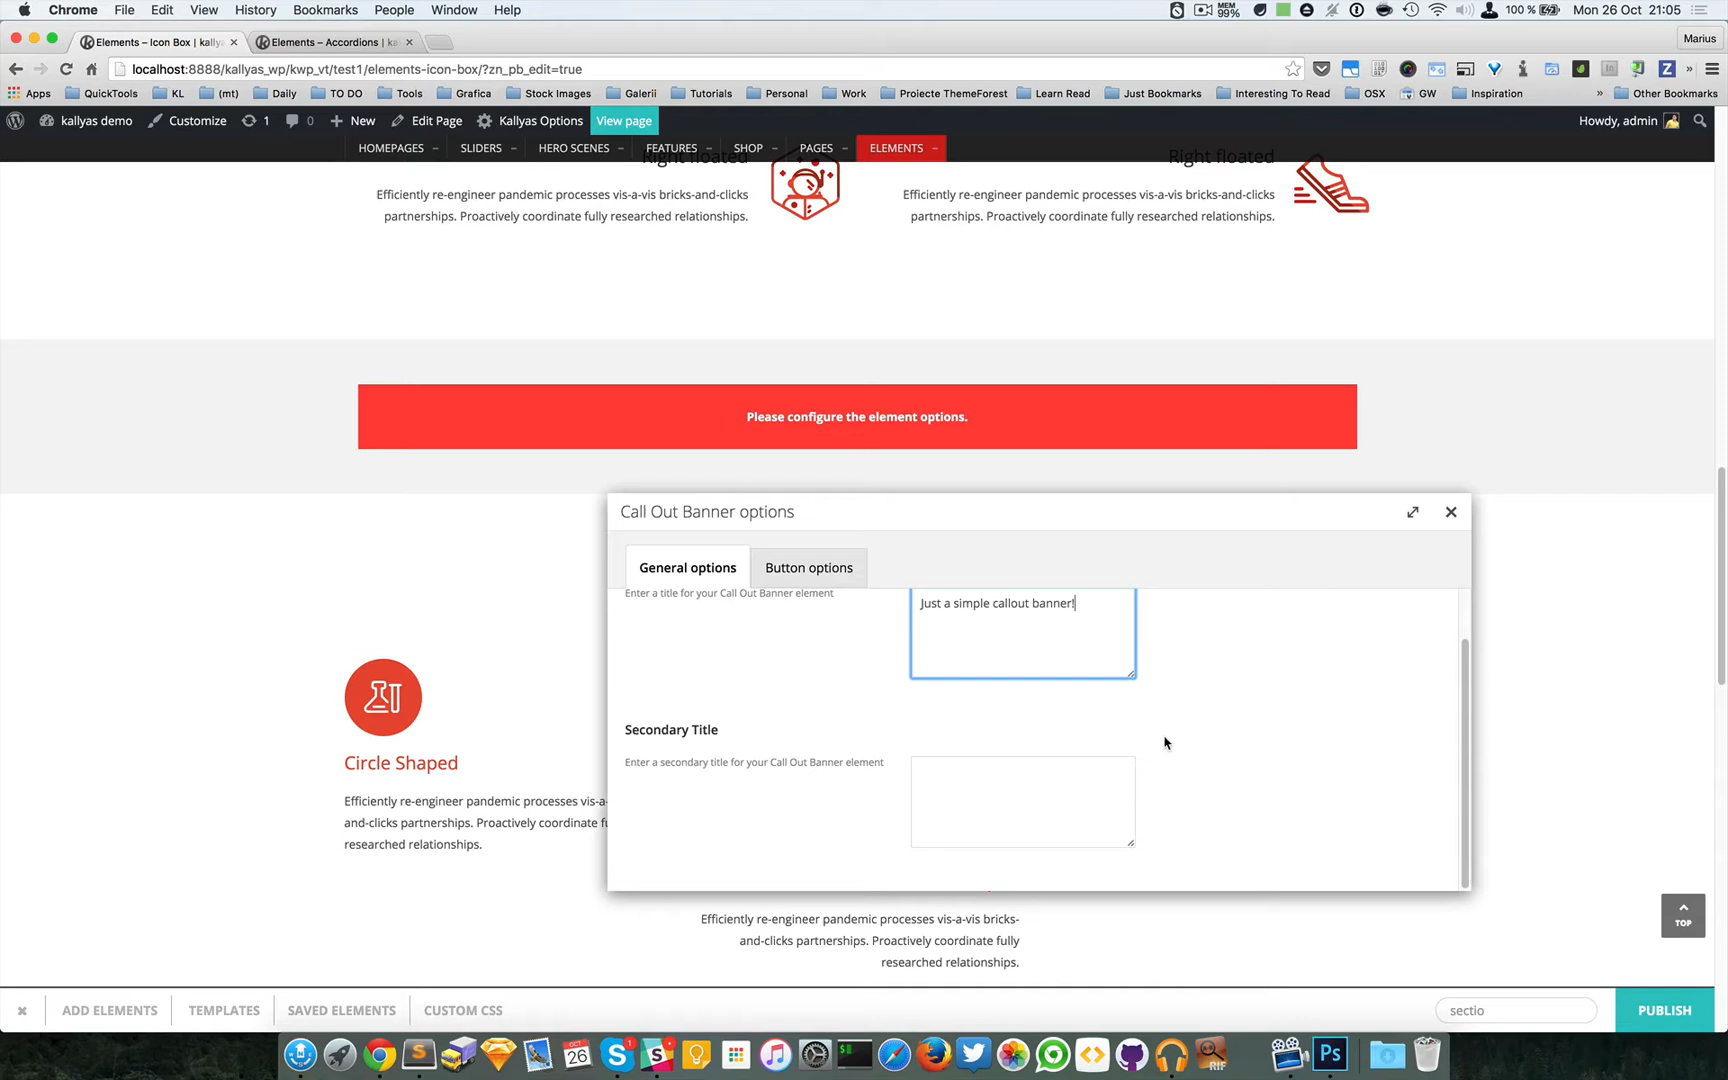 Chrome File Edit View History Bookmarks People Window Help
MEM 99% 100 % Mon 26 Oct 21:05
Elements – Icon Box | kally Elements – Accordions | ka Marius
localhost:8888/kallyas_wp/kwp_vt/test1/elements-icon-box/?zn_pb_edit=true
Apps QuickTools KL (mt) Daily TO DO Tools Grafica Stock Images Galerii Tutorials Personal Work Proiecte ThemeForest Learn Read Just Bookmarks Interesting To Read OSX GW Inspiration » Other Bookmarks
kallyas demo Customize 1 0 New Edit Page Kallyas Options View page Howdy, admin
HOMEPAGES SLIDERS HERO SCENES FEATURES SHOP PAGES ELEMENTS
Right floated
Efficiently re-engineer pandemic processes vis-a-vis bricks-and-clicks
partnerships. Proactively coordinate fully researched relationships.
Right floated
Efficiently re-engineer pandemic processes vis-a-vis bricks-and-clicks
partnerships. Proactively coordinate fully researched relationships.
Please configure the element options.
Call Out Banner options
General options Button options
Enter a title for your Call Out Banner element
Just a simple callout banner!
Secondary Title
Enter a secondary title for your Call Out Banner element
Circle Shaped
Efficiently re-engineer pandemic processes vis-a-
and-clicks partnerships. Proactively coordinate fu
researched relationships.
Efficiently re-engineer pandemic processes vis-a-vis bricks-
and-clicks partnerships. Proactively coordinate fully
researched relationships.
TOP
ADD ELEMENTS TEMPLATES SAVED ELEMENTS CUSTOM CSS sectio PUBLISH
OCT 26 Ps